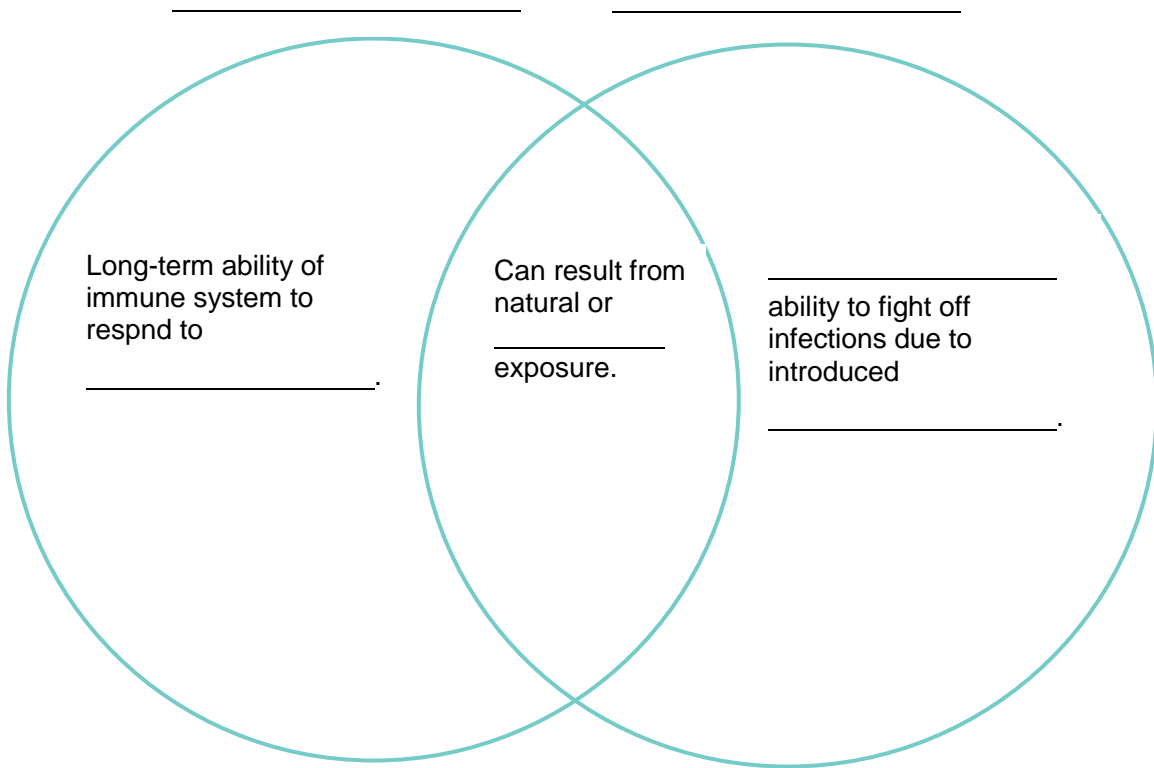 Long-term ability of
immune system to
respnd to
.
Can result from
natural or
exposure.
ability to fight off
infections due to
introduced
.